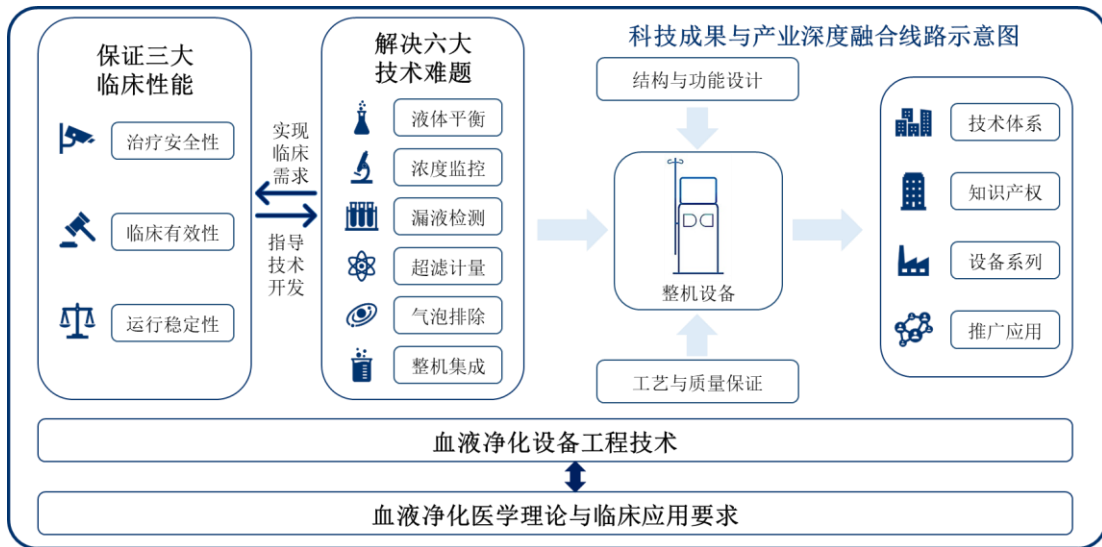 科技成果与产业深度融合线路示意图
保证三大
临床性能
治疗安全性
临床有效性
运行稳定性
实现
临床
需求
指导
技术
开发
解决六大
技术难题
液体平衡
浓度监控
漏液检测
超滤计量
气泡排除
整机集成
结构与功能设计
整机设备
工艺与质量保证
技术体系
知识产权
设备系列
推广应用
血液净化设备工程技术
血液净化医学理论与临床应用要求